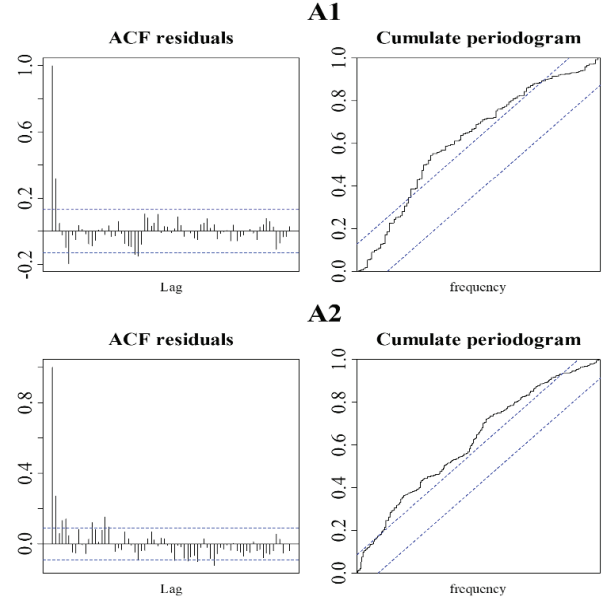 A1
ACF residuals
Cumulate periodogram
1.0
0.6
0.2
-0.2
Lag
1.0
0.8
0.6
0.4
0.2
0.0
frequency
A2
ACF residuals
Cumulate periodogram
0.8
0.4
0.0
Lag
1.0
0.8
0.6
0.4
0.2
0.0
frequency